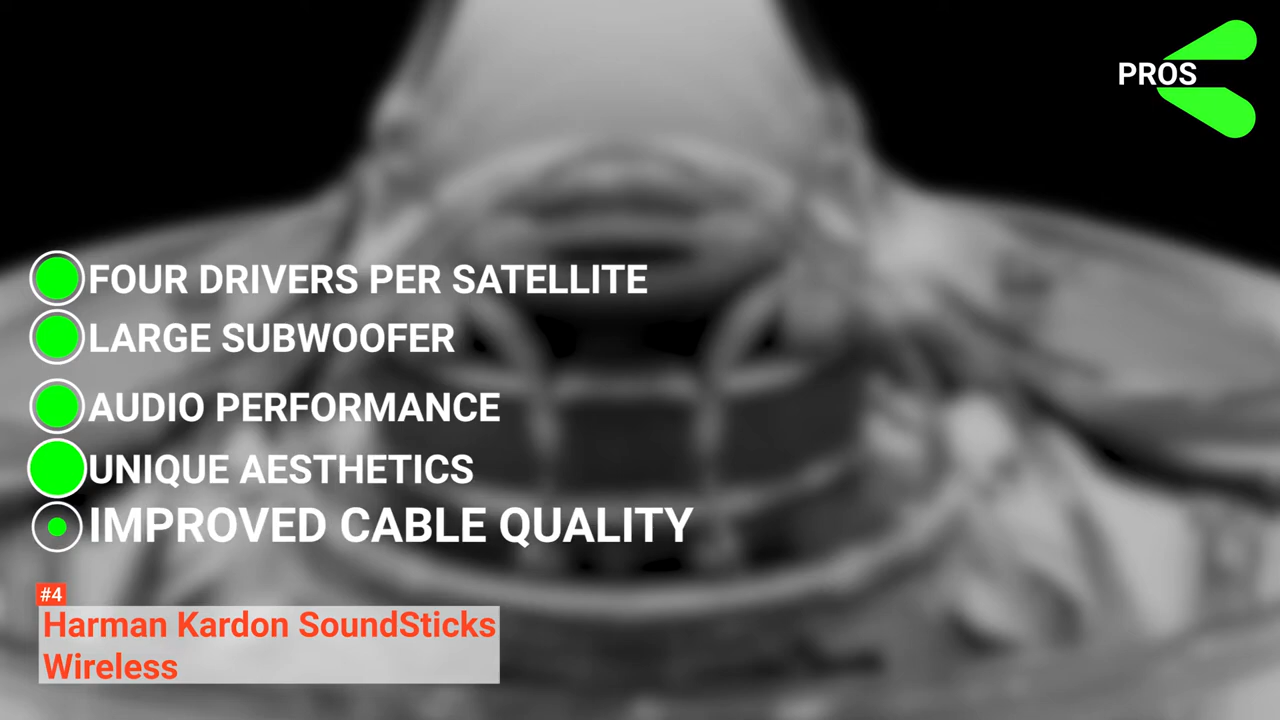 PROS
FOUR DRIVERS PER SATELLITE
LARGE SUBWOOFER
AUDIO PERFORMANCE
UNIQUE AESTHETICS
IMPROVED CABLE QUALITY
#4
Harman Kardon SoundSticks
Wireless